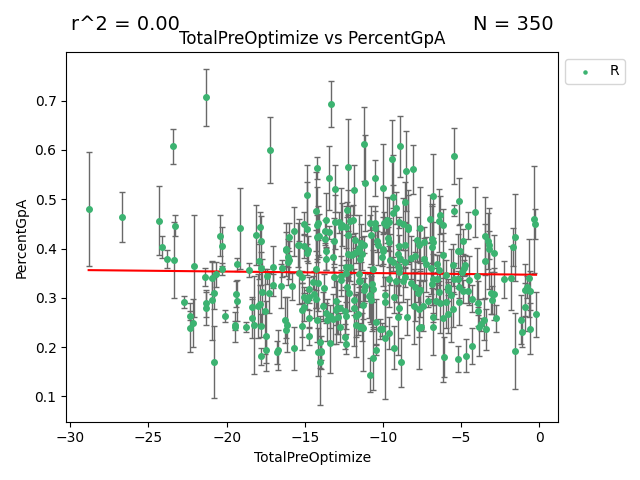 r^2 = 0.00
N = 350
TotalPreOptimize vs PercentGpA
R
PercentGpA
0.7
0.6
0.5
0.4
0.3
0.2
0.1
−30
−25
−20
−15
−10
−5
0
TotalPreOptimize